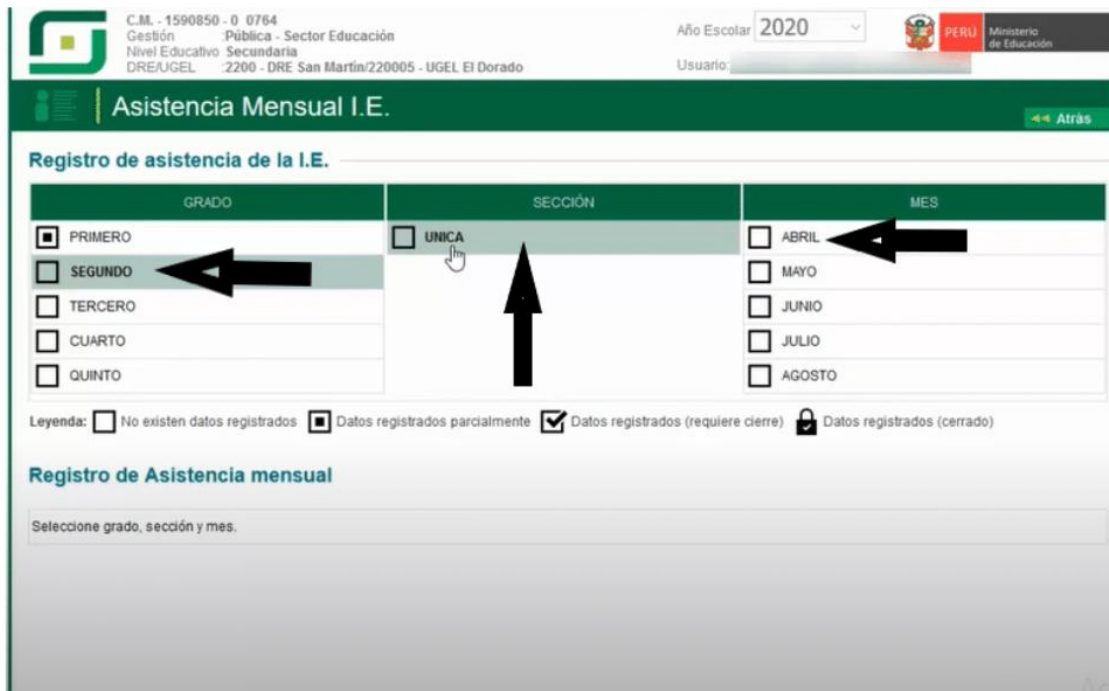 C.M. - 1590850 - 0 0764
Gestión :Pública - Sector Educación
Nivel Educativo Secundaria
DRE/UGEL :2200 - DRE San Martín/220005 - UGEL El Dorado
Año Escolar 2020
Usuario:
PERÚ Ministerio de Educación
Asistencia Mensual I.E.
Atràs
Registro de asistencia de la I.E.
GRADO SECCIÓN MES
PRIMERO UNICA ABRIL
SEGUNDO MAYO
TERCERO JUNIO
CUARTO JULIO
QUINTO AGOSTO
Leyenda: No existen datos registrados Datos registrados parcialmente Datos registrados (requiere cierre) Datos registrados (cerrado)
Registro de Asistencia mensual
Seleccione grado, sección y mes.